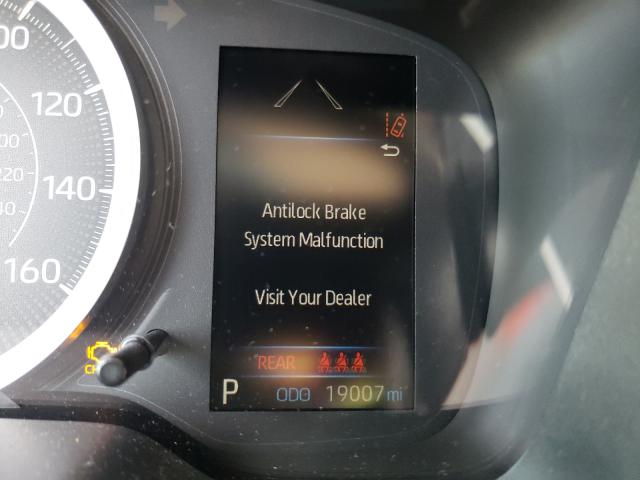 120
140
160
Antilock Brake
System Malfunction
Visit Your Dealer
REAR
P ODO 19007 mi